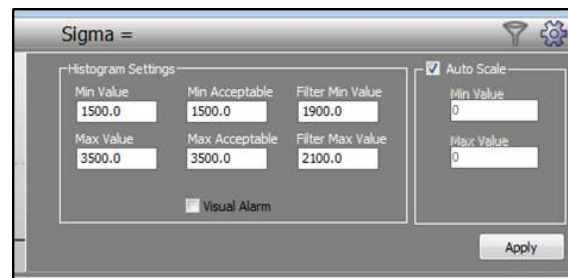 Sigma =
Histogram Settings
Min Value Min Acceptable Filter Min Value
1500.0 1500.0 1900.0
Max Value Max Acceptable Filter Max Value
3500.0 3500.0 2100.0
Visual Alarm
Auto Scale
Min Value
0
Max Value
0
Apply